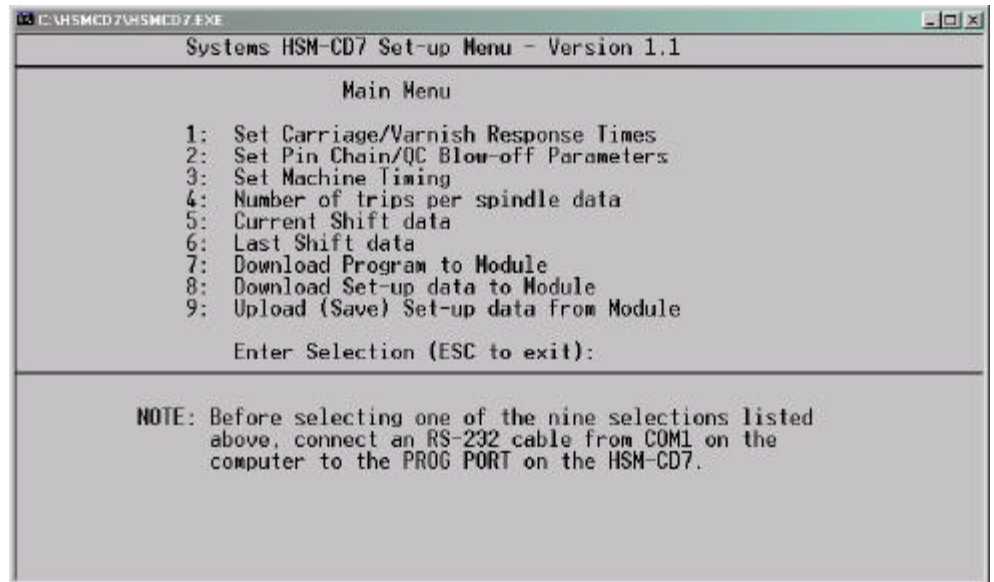 C:\HSMCD7\HSMCD7.EXE
Systems HSM-CD7 Set-up Menu - Version 1.1
Main Menu
1: Set Carriage/Varnish Response Times
2: Set Pin Chain/QC Blow-off Parameters
3: Set Machine Timing
4: Number of trips per spindle data
5: Current Shift data
6: Last Shift data
7: Download Program to Module
8: Download Set-up data to Module
9: Upload (Save) Set-up data from Module
Enter Selection (ESC to exit):
NOTE: Before selecting one of the nine selections listed
above, connect an RS-232 cable from COM1 on the
computer to the PROG PORT on the HSM-CD7.